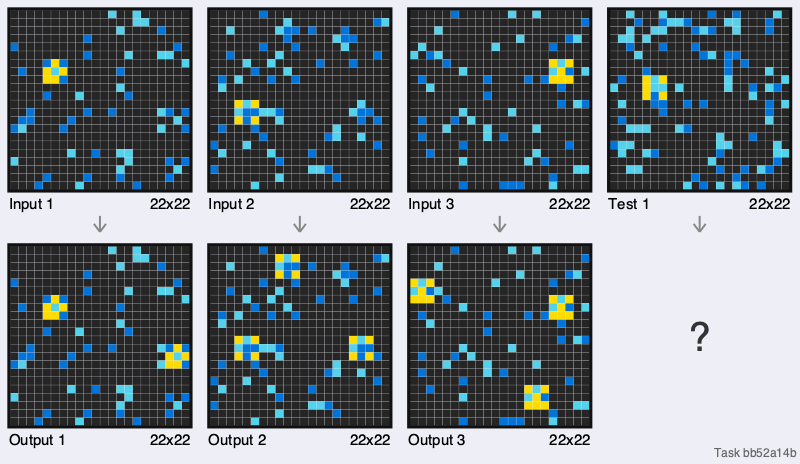 Input 1 22x22
Input 2 22x22
Input 3 22x22
Test 1 22x22
?
Output 1 22x22
Output 2 22x22
Output 3 22x22
Task bb52a14b